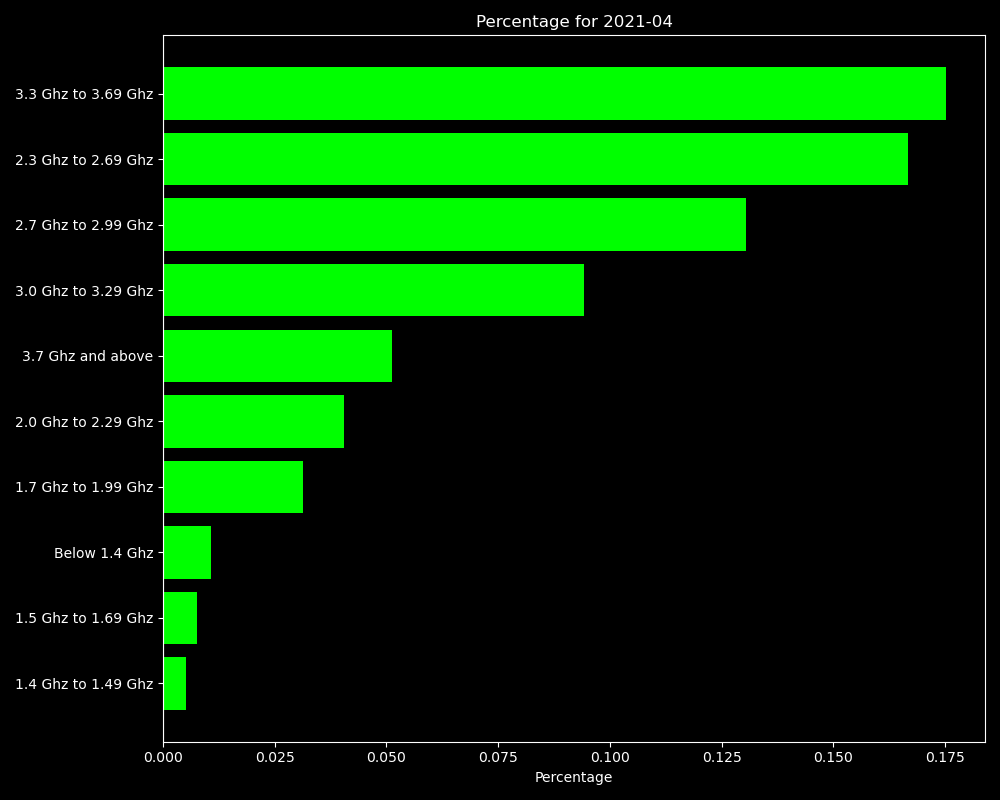 Percentage for 2021-04
3.3 Ghz to 3.69 Ghz
2.3 Ghz to 2.69 Ghz
2.7 Ghz to 2.99 Ghz
3.0 Ghz to 3.29 Ghz
3.7 Ghz and above
2.0 Ghz to 2.29 Ghz
1.7 Ghz to 1.99 Ghz
Below 1.4 Ghz
1.5 Ghz to 1.69 Ghz
1.4 Ghz to 1.49 Ghz
0.000 0.025 0.050 0.075 0.100 0.125 0.150 0.175
Percentage